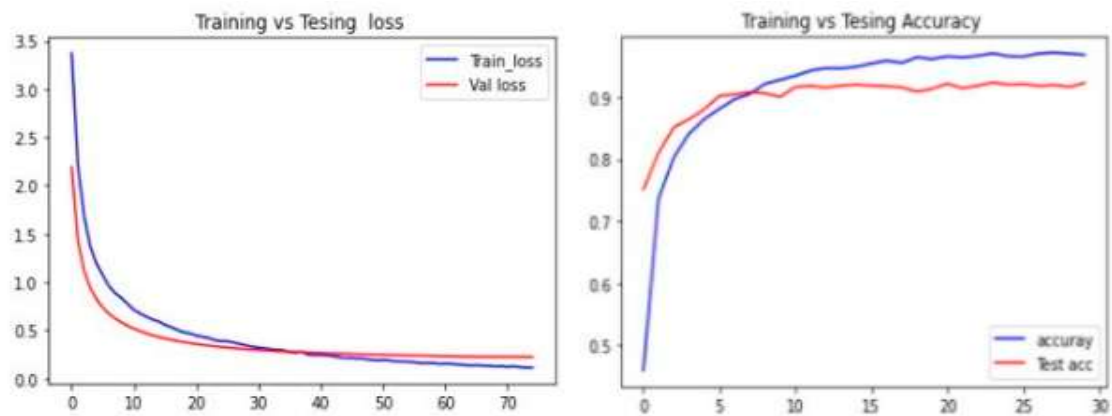 Training vs Tesing loss
3.5
3.0
2.5
2.0
1.5
1.0
0.5
0.0
Train_loss
Val loss
0 10 20 30 40 50 60 70
Training vs Tesing Accuracy
0.9
0.8
0.7
0.6
0.5
accuray
Test acc
0 5 10 15 20 25 30